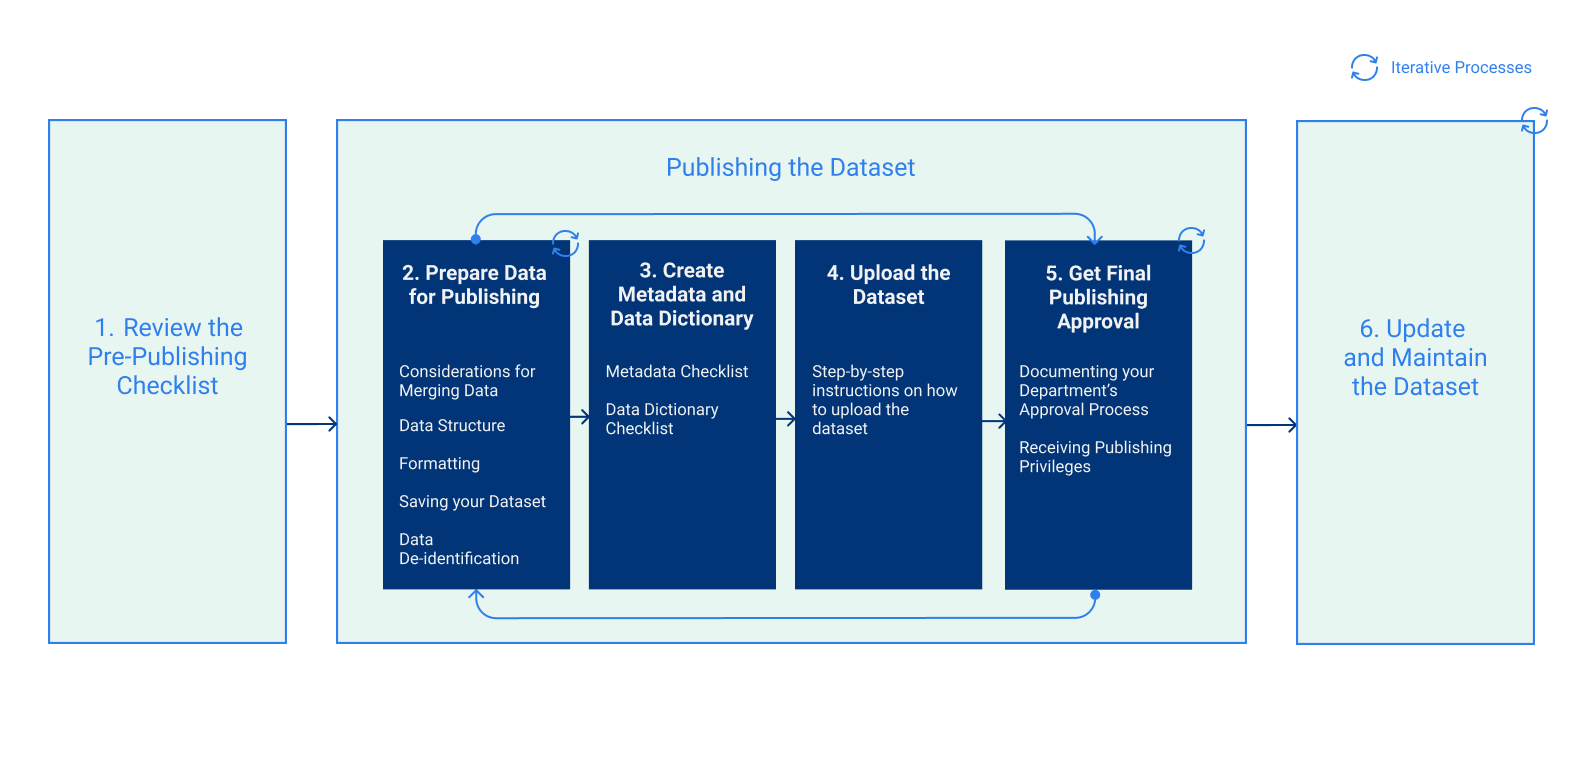 Iterative Processes
1. Review the
Pre-Publishing
Checklist
Publishing the Dataset
2. Prepare Data
for Publishing
Considerations for
Merging Data
Data Structure
Formatting
Saving your Dataset
Data
De-identification
3. Create
Metadata and
Data Dictionary
Metadata Checklist
Data Dictionary
Checklist
4. Upload the
Dataset
Step-by-step
instructions on how
to upload the
dataset
5. Get Final
Publishing
Approval
Documenting your
Department’s
Approval Process
Receiving Publishing
Privileges
6. Update
and Maintain
the Dataset